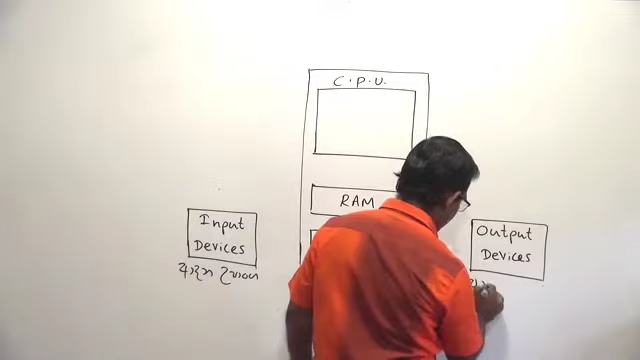 C.P.U.
RAM
Input
Devices
Output
Devices